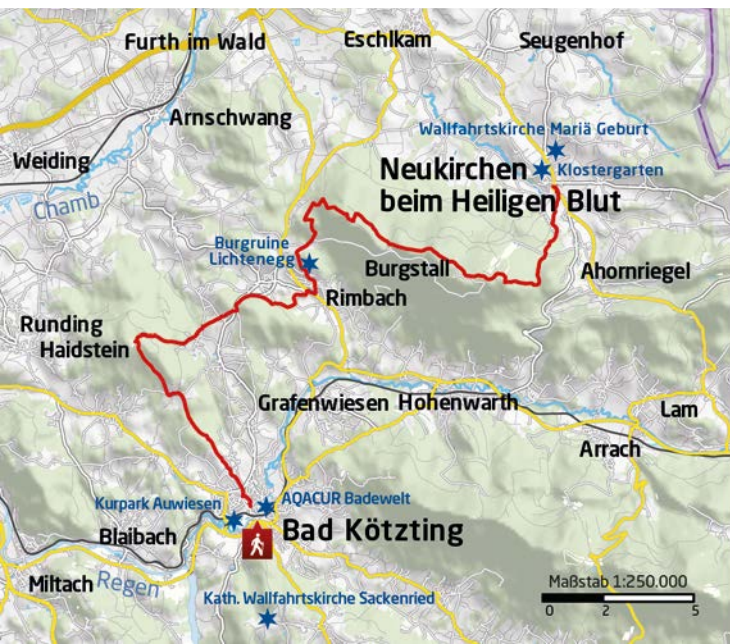 Furth im Wald
Eschlkam
Seugenhof
Arnschwang
Wallfahrtskirche Mariä Geburt
Weiding
Neukirchen
beim Heiligen Blut
Klostergarten
Chamb
Burgruine
Lichtenegg
Burgstall
Ahornriegel
Rimbach
Runding
Haidstein
Grafenwiesen
Hohenwarth
Lam
Arrach
AQACUR Badewelt
Kurpark Auwiesen
Bad Kötzting
Blaibach
Miltach
Regen
Maßstab 1:250.000
0 2 5
Kath. Wallfahrtskirche Sackenried